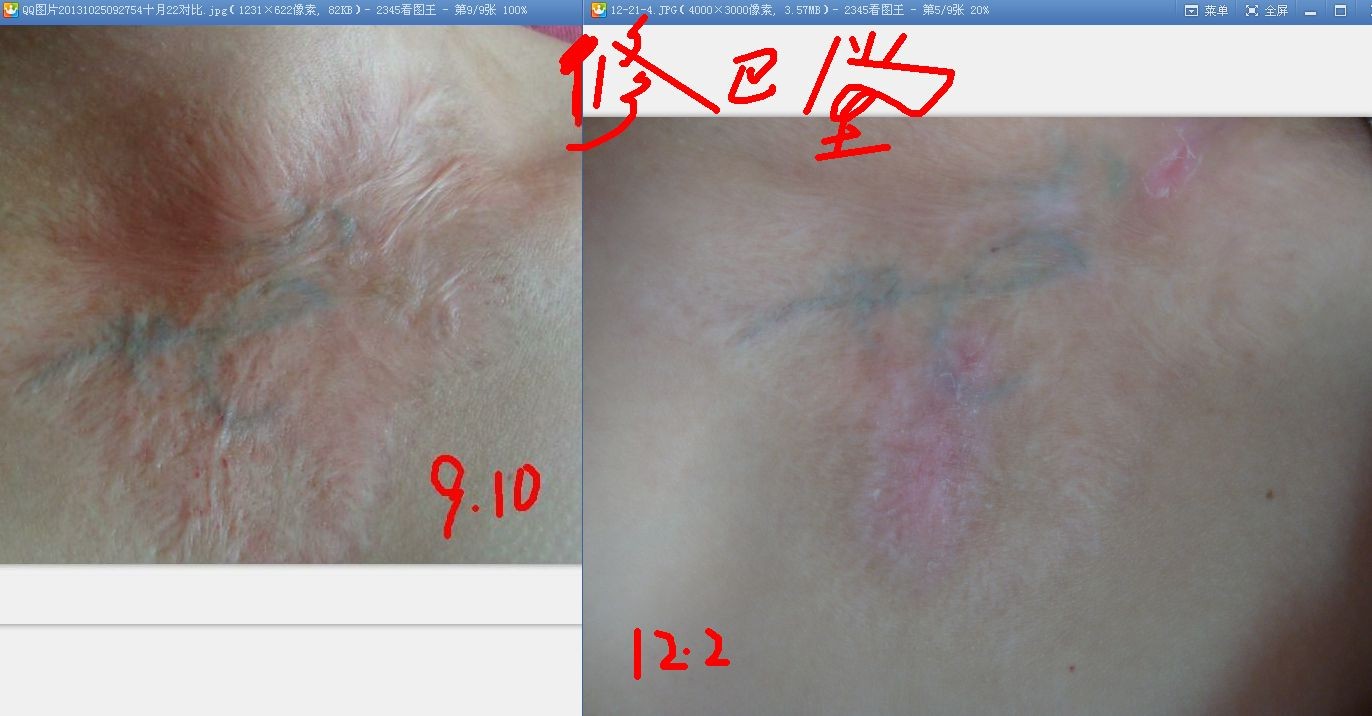 QQ图片20131025092754十月22对比.jpg（1231×622像素, 82KB）- 2345看图王 - 第9/9张 100%
12-21-4.JPG（4000×3000像素, 3.57MB）- 2345看图王 - 第5/9张 20%
菜单 全屏
修巴堂
9.10
12.2